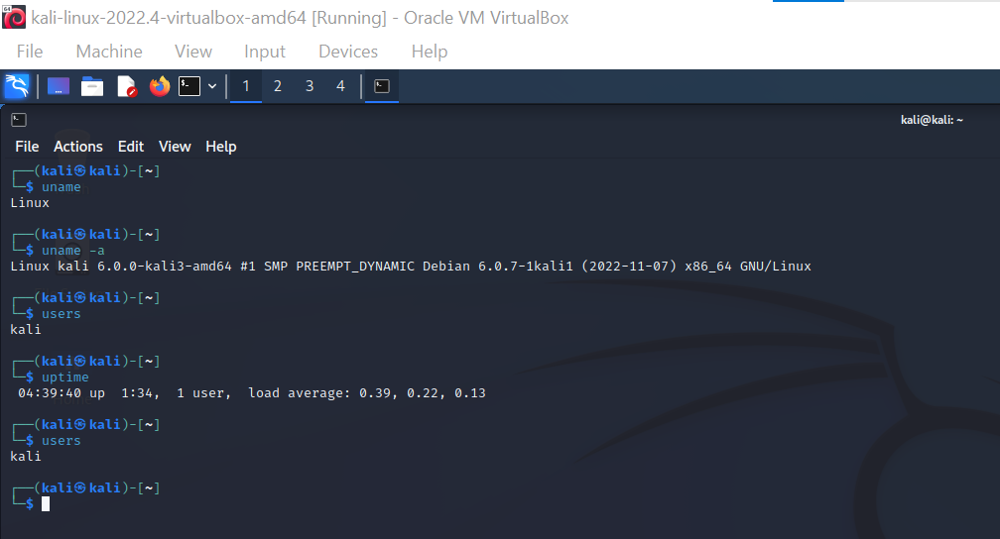 kali-linux-2022.4-virtualbox-amd64 [Running] - Oracle VM VirtualBox
File Machine View Input Devices Help
1 2 3 4
kali@kali: ~
File Actions Edit View Help
┌──(kali㉿kali)-[~]
└─$ uname
Linux
┌──(kali㉿kali)-[~]
└─$ uname -a
Linux kali 6.0.0-kali3-amd64 #1 SMP PREEMPT_DYNAMIC Debian 6.0.7-1kali1 (2022-11-07) x86_64 GNU/Linux
┌──(kali㉿kali)-[~]
└─$ users
kali
┌──(kali㉿kali)-[~]
└─$ uptime
04:39:40 up  1:34,  1 user,  load average: 0.39, 0.22, 0.13
┌──(kali㉿kali)-[~]
└─$ users
kali
┌──(kali㉿kali)-[~]
└─$